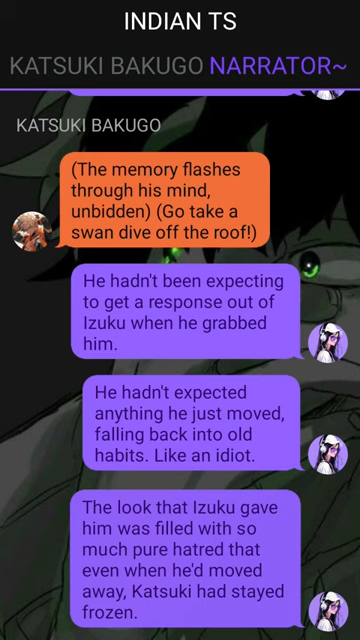 INDIAN TS
KATSUKI BAKUGO NARRATOR~
KATSUKI BAKUGO
(The memory flashes
through his mind,
unbidden) (Go take a
swan dive off the roof!)
He hadn't been expecting
to get a response out of
Izuku when he grabbed
him.
He hadn't expected
anything he just moved,
falling back into old
habits. Like an idiot.
The look that Izuku gave
him was filled with so
much pure hatred that
even when he'd moved
away, Katsuki had stayed
frozen.